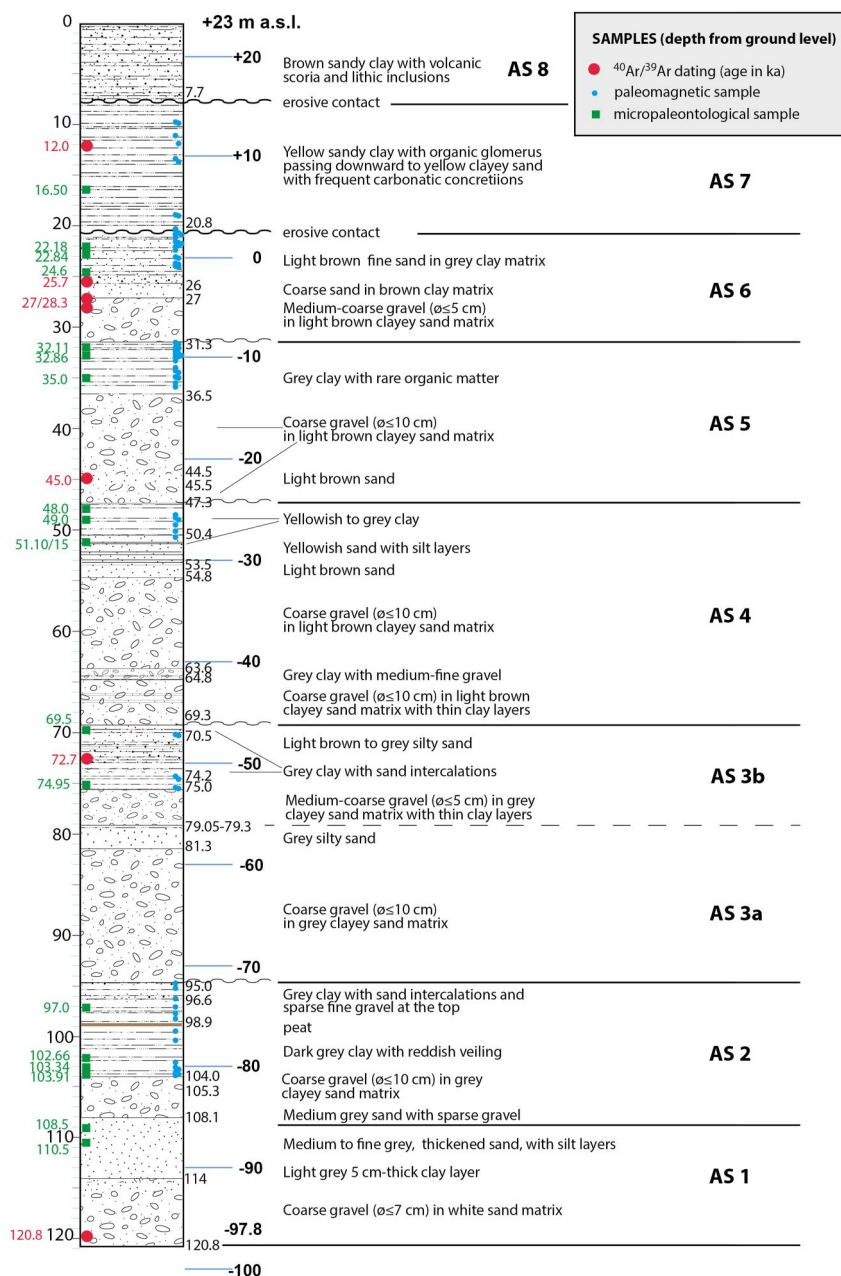 0
+23 m a.s.l.
SAMPLES (depth from ground level)
40Ar/39Ar dating (age in ka)
paleomagnetic sample
micropaleontological sample
+20
Brown sandy clay with volcanic
scoria and lithic inclusions
AS 8
7.7
erosive contact
10
12.0
+10
Yellow sandy clay with organic glomerus
passing downward to yellow clayey sand
with frequent carbonatic concretions
AS 7
16.50
20
20.8
erosive contact
22.18
22.84
24.6
0
Light brown fine sand in grey clay matrix
25.7
26
Coarse sand in brown clay matrix
AS 6
27/28.3
27
Medium-coarse gravel (ø≤5 cm)
in light brown clayey sand matrix
30
31.3
32.11
32.86
-10
35.0
Grey clay with rare organic matter
36.5
40
Coarse gravel (ø≤10 cm)
in light brown clayey sand matrix
AS 5
-20
44.5
45.0
45.5
Light brown sand
47.3
48.0
49.0
Yellowish to grey clay
50
50.4
51.10/15
Yellowish sand with silt layers
-30
53.5
Light brown sand
54.8
60
Coarse gravel (ø≤10 cm)
in light brown clayey sand matrix
AS 4
-40
63.6
64.8
Grey clay with medium-fine gravel
Coarse gravel (ø≤10 cm) in light brown
clayey sand matrix with thin clay layers
69.3
69.5
70
70.5
Light brown to grey silty sand
72.7
-50
74.2
Grey clay with sand intercalations
AS 3b
74.95
75.0
Medium-coarse gravel (ø≤5 cm) in grey
clayey sand matrix with thin clay layers
79.05-79.3
80
Grey silty sand
81.3
-60
90
Coarse gravel (ø≤10 cm)
in grey clayey sand matrix
AS 3a
-70
95.0
96.6
97.0
Grey clay with sand intercalations and
sparse fine gravel at the top
98.9
peat
100
102.66
103.34
103.91
Dark grey clay with reddish veiling
AS 2
-80
104.0
105.3
Coarse gravel (ø≤10 cm) in grey
clayey sand matrix
108.1
Medium grey sand with sparse gravel
108.5
110
110.5
Medium to fine grey, thickened sand, with silt layers
-90
114
Light grey 5 cm-thick clay layer
AS 1
Coarse gravel (ø≤7 cm) in white sand matrix
120.8
120
-97.8
120.8
-100